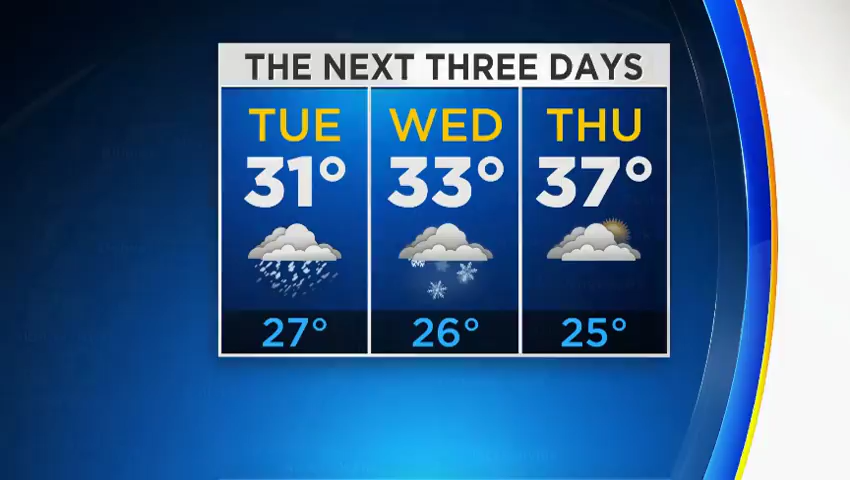 THE NEXT THREE DAYS
TUE WED THU
31° 33° 37°
27° 26° 25°